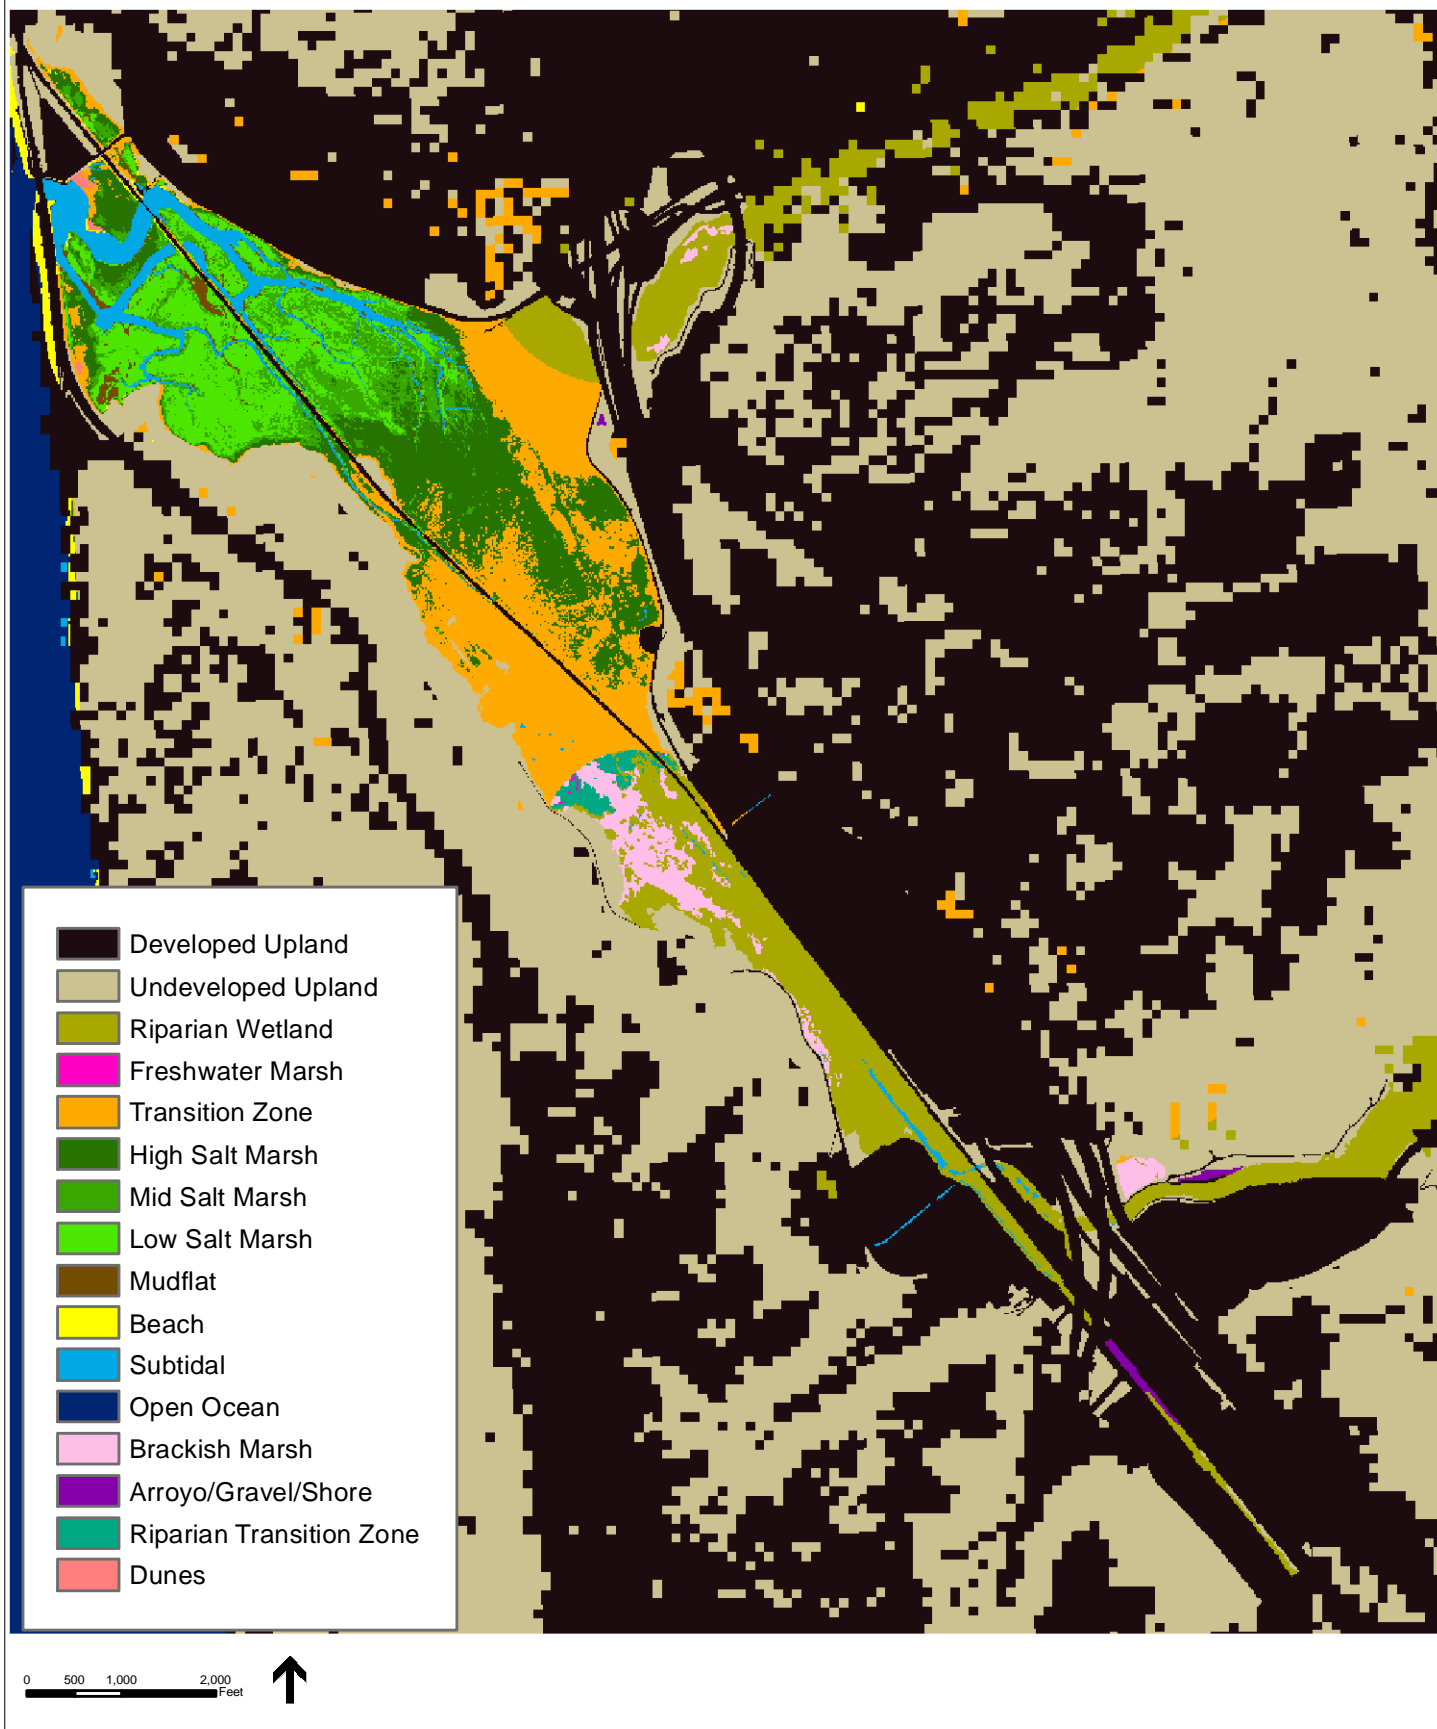 Developed Upland
Undeveloped Upland
Riparian Wetland
Freshwater Marsh
Transition Zone
High Salt Marsh
Mid Salt Marsh
Low Salt Marsh
Mudflat
Beach
Subtidal
Open Ocean
Brackish Marsh
Arroyo/Gravel/Shore
Riparian Transition Zone
Dunes
0 500 1,000 2,000
Feet